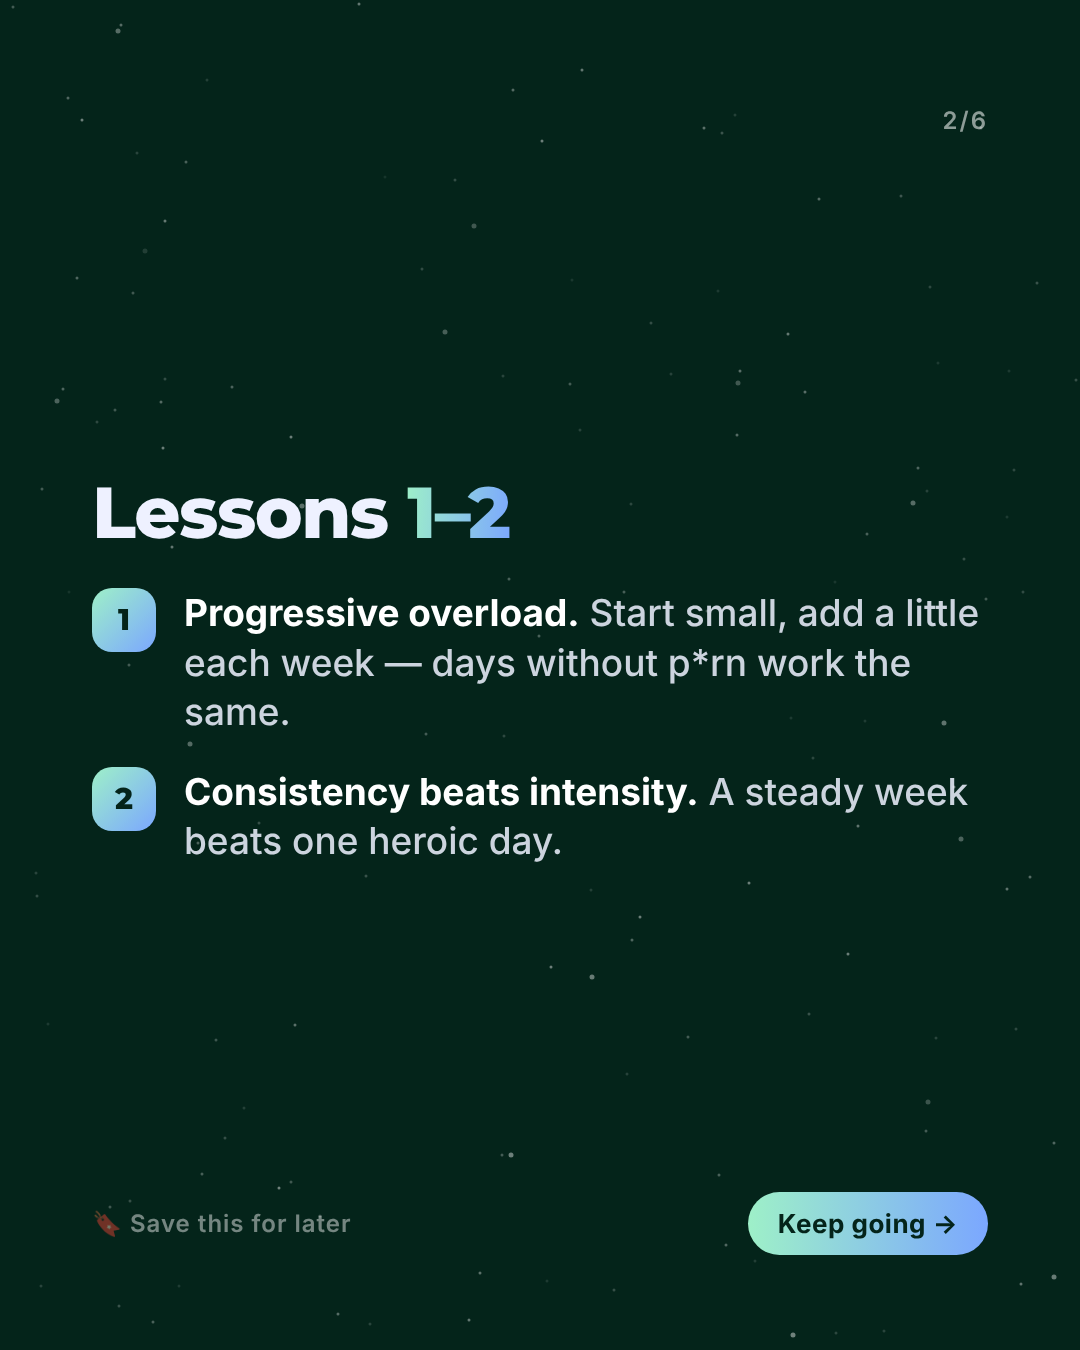 2/6
Lessons 1–2
1 Progressive overload. Start small, add a little
each week — days without p*rn work the
same.
2 Consistency beats intensity. A steady week
beats one heroic day.
Save this for later
Keep going →